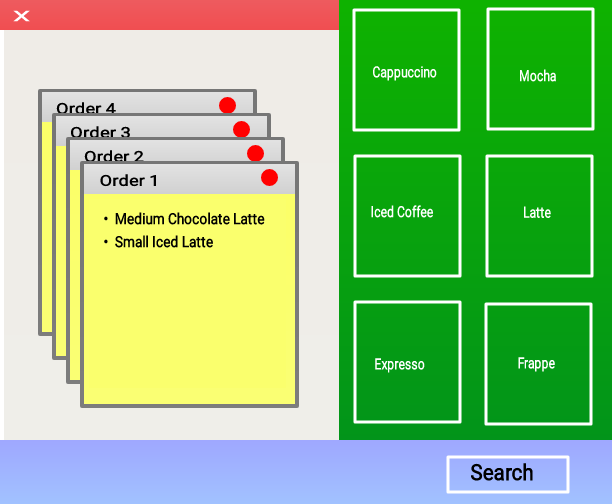 Order 4
Order 3
Order 2
Order 1
• Medium Chocolate Latte
• Small Iced Latte
Cappuccino
Mocha
Iced Coffee
Latte
Expresso
Frappe
Search